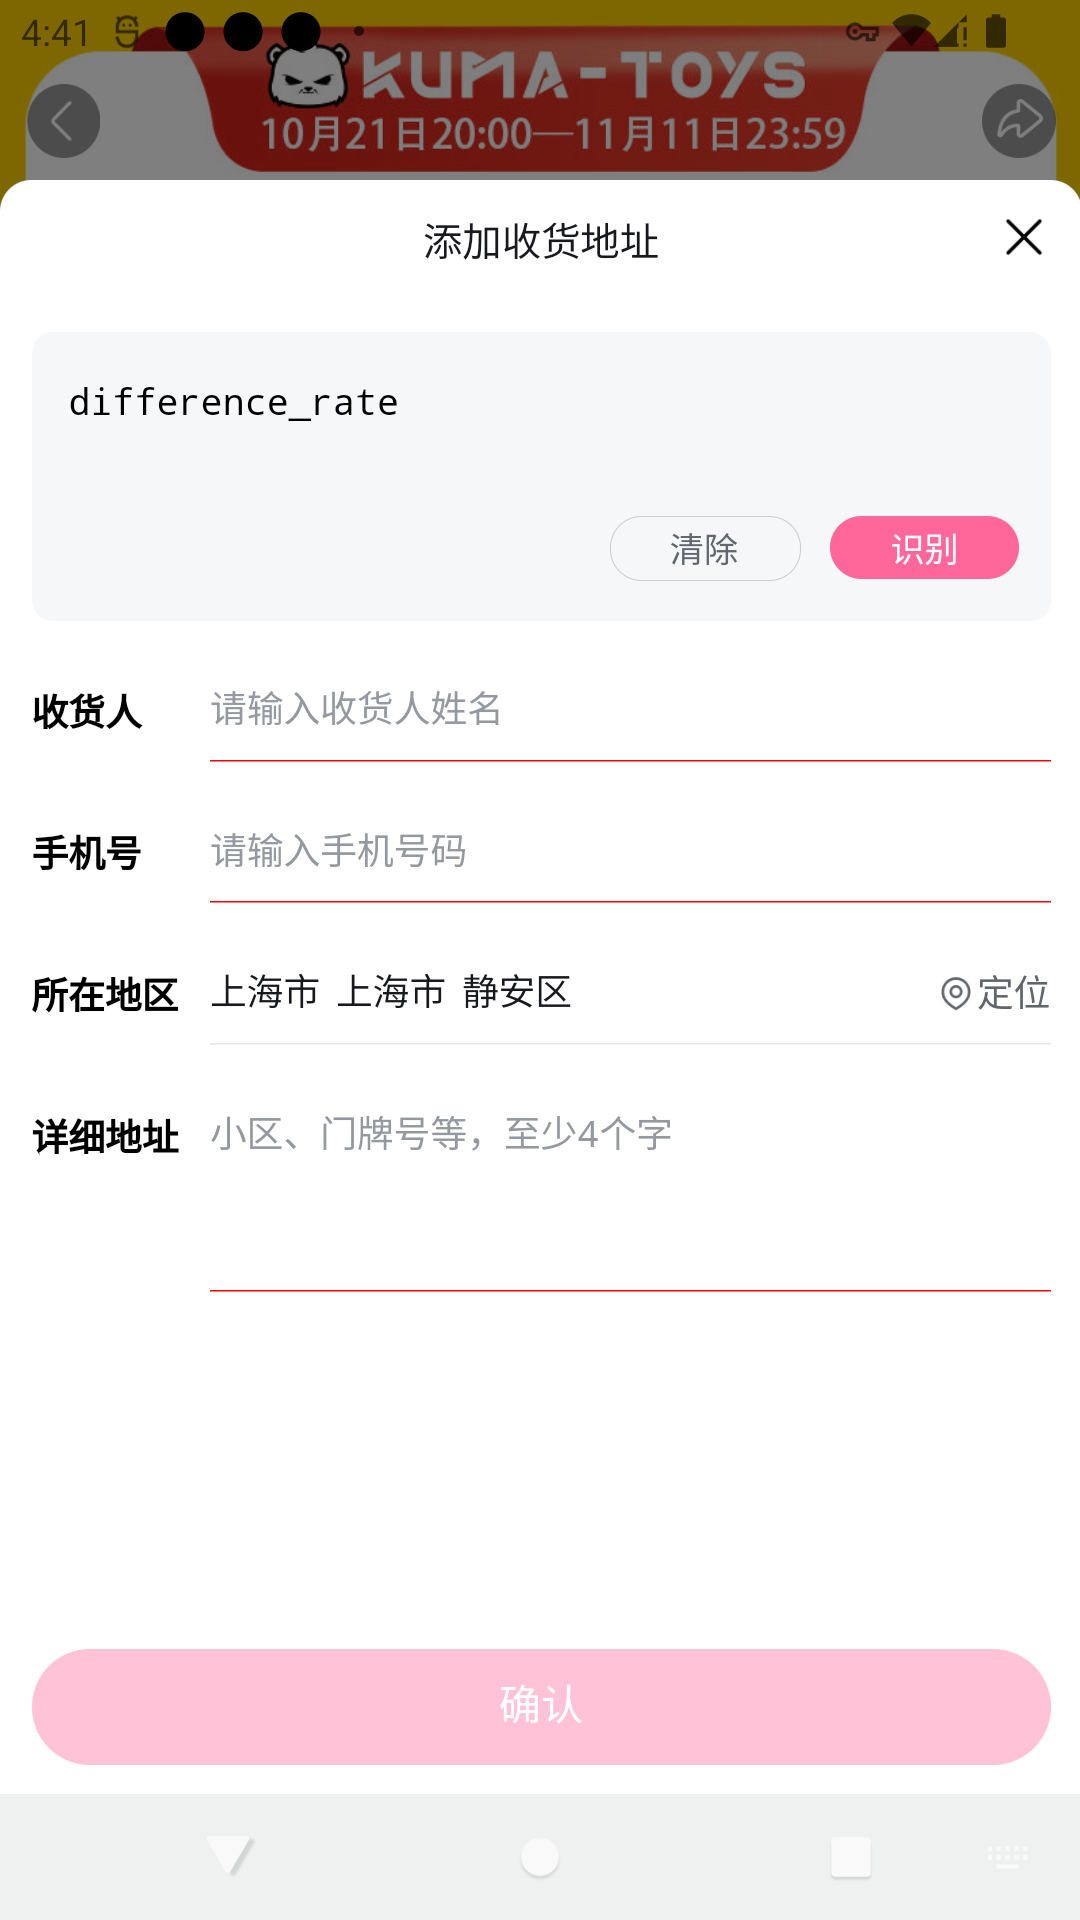 4:41
KUMA-TOYS
10月21日20:00—11月11日23:59
添加收货地址
difference_rate
清除 识别
收货人 请输入收货人姓名
手机号 请输入手机号码
所在地区 上海市 上海市 静安区 定位
详细地址 小区、门牌号等，至少4个字
确认